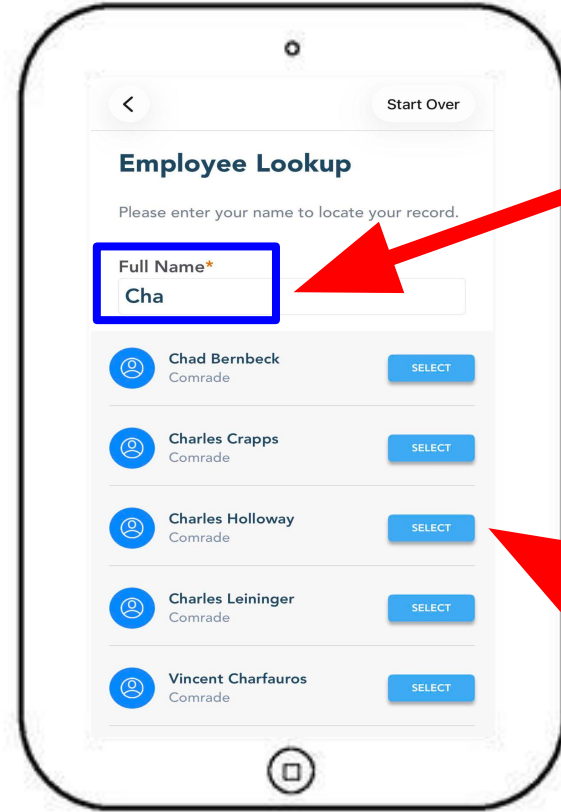 Start Over
Employee Lookup
Please enter your name to locate your record.
Full Name*
Cha
Chad Bernbeck
Comrade
SELECT
Charles Crapps
Comrade
SELECT
Charles Holloway
Comrade
SELECT
Charles Leininger
Comrade
SELECT
Vincent Charfauros
Comrade
SELECT